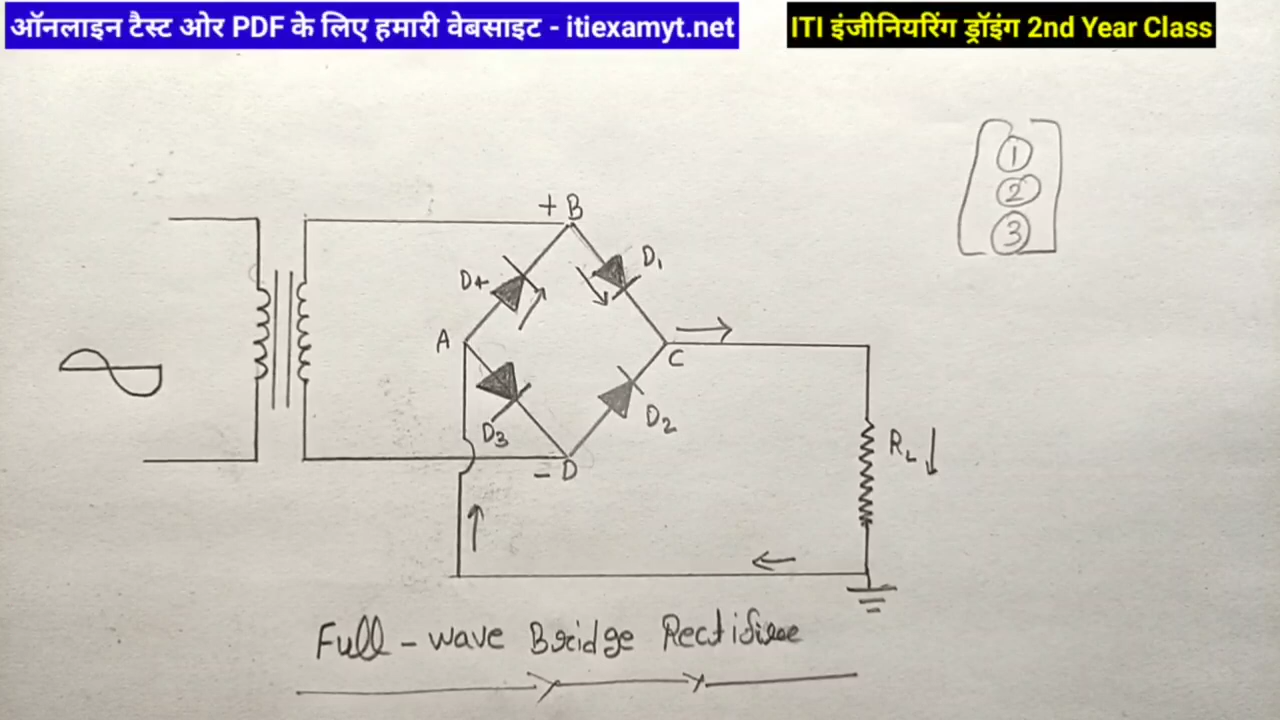 ऑनलाइन टैस्ट ओर PDF के लिए हमारी वेबसाइट - itiexamyt.net
ITI इंजीनियरिंग ड्रॉइंग 2nd Year Class
1
2
3
+ B
D4
D1
A
C
D3
D2
RL
- D
Full - wave Bridge Rectifier